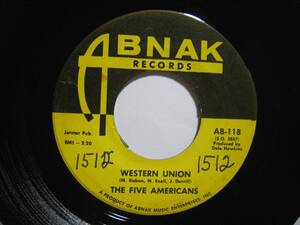 ABNAK
RECORDS
Jetstar Pub
BMI - 2:20
AB-118
(S.O. 3857)
Produced by
Dale Hawkins
1512
1512
WESTERN UNION
(M. Rabon, N. Ezell, J. Durrill)
THE FIVE AMERICANS
A PRODUCT OF ABNAK MUSIC ENTERPRISES, INC.